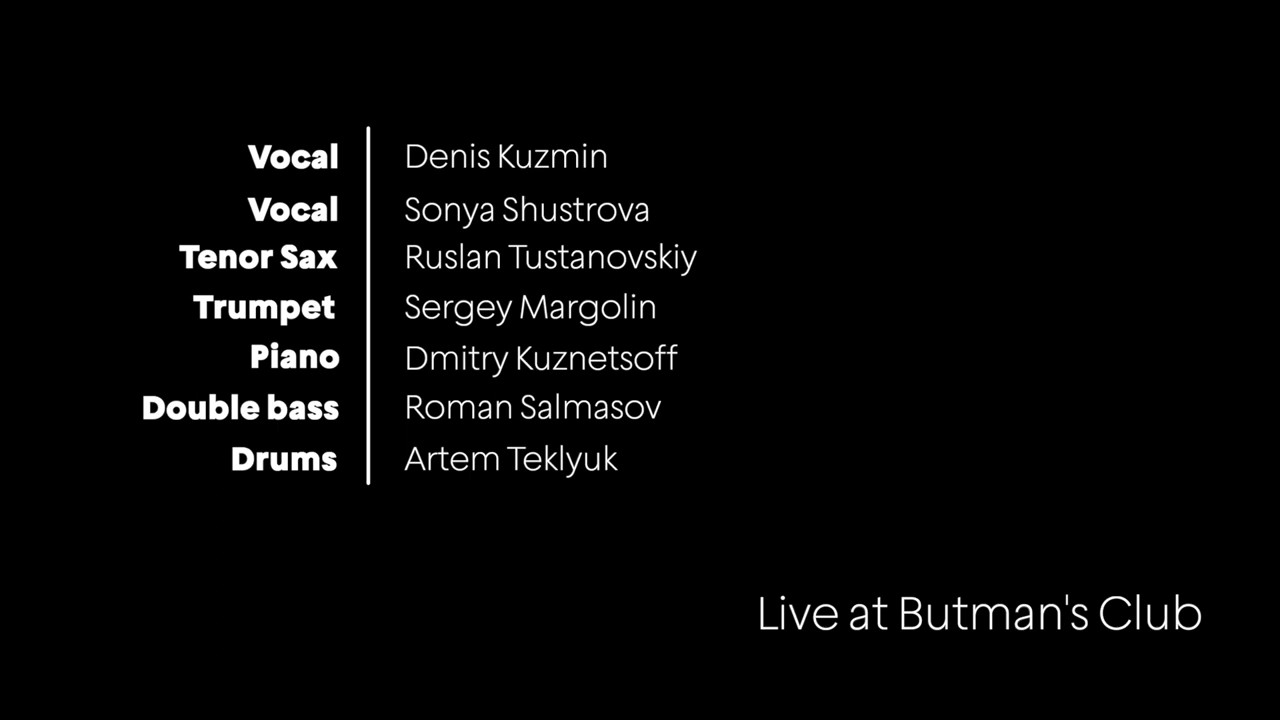 Vocal Denis Kuzmin
Vocal Sonya Shustrova
Tenor Sax Ruslan Tustanovskiy
Trumpet Sergey Margolin
Piano Dmitry Kuznetsoff
Double bass Roman Salmasov
Drums Artem Teklyuk
Live at Butman's Club